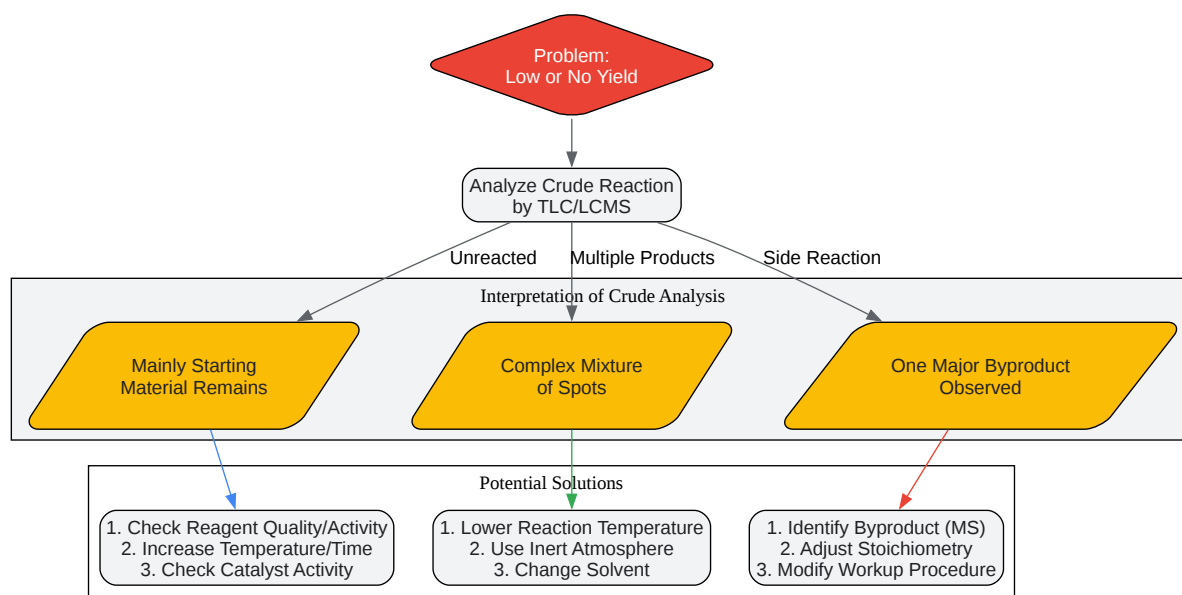 Problem:
Low or No Yield
Analyze Crude Reaction
by TLC/LCMS
Unreacted
Multiple Products
Side Reaction
Interpretation of Crude Analysis
Mainly Starting
Material Remains
Complex Mixture
of Spots
One Major Byproduct
Observed
Potential Solutions
1. Check Reagent Quality/Activity
2. Increase Temperature/Time
3. Check Catalyst Activity
1. Lower Reaction Temperature
2. Use Inert Atmosphere
3. Change Solvent
1. Identify Byproduct (MS)
2. Adjust Stoichiometry
3. Modify Workup Procedure